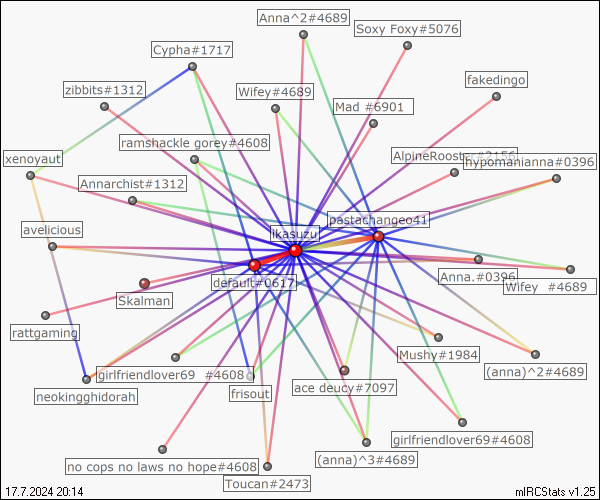 Anna^2#4689
Soxy Foxy#5076
Cypha#1717
fakedingo
zibbits#1312
Wifey#4689
Mad #6901
ramshackle gorey#4608
xenoyaut
AlpineRooster#2156
hypomanianna#0396
Annarchist#1312
pastachangeo41
avelicious
ikasuzu
default#0617
Anna.#0396
Wifey #4689
Skalman
rattgaming
Mushy#1984
(anna)^2#4689
girlfriendlover69 #4608
neokingghidorah
frisout
ace deucy#7097
girlfriendlover69#4608
(anna)^3#4689
no cops no laws no hope#4608
Toucan#2473
17.7.2024 20:14
mIRCStats v1.25